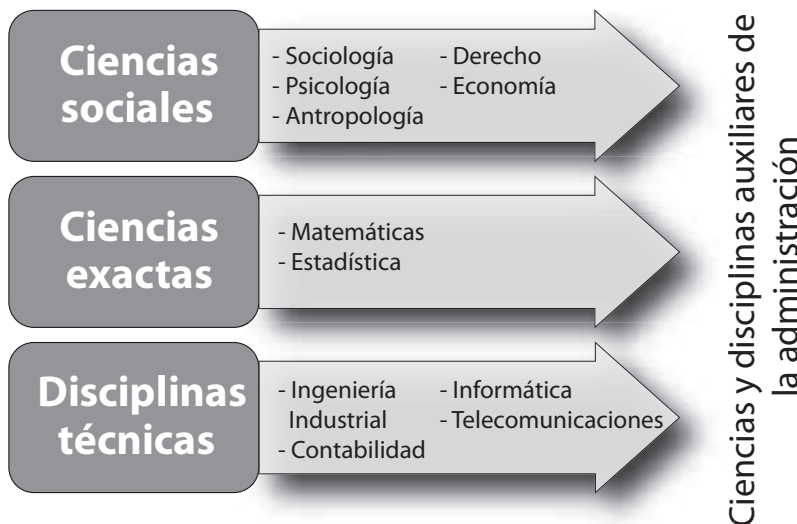 Ciencias
sociales
- Sociología
- Psicología
- Antropología
- Derecho
- Economía
Ciencias
exactas
- Matemáticas
- Estadística
Disciplinas
técnicas
- Ingeniería
Industrial
- Contabilidad
- Informática
- Telecomunicaciones
Ciencias y disciplinas auxiliares de
la administración